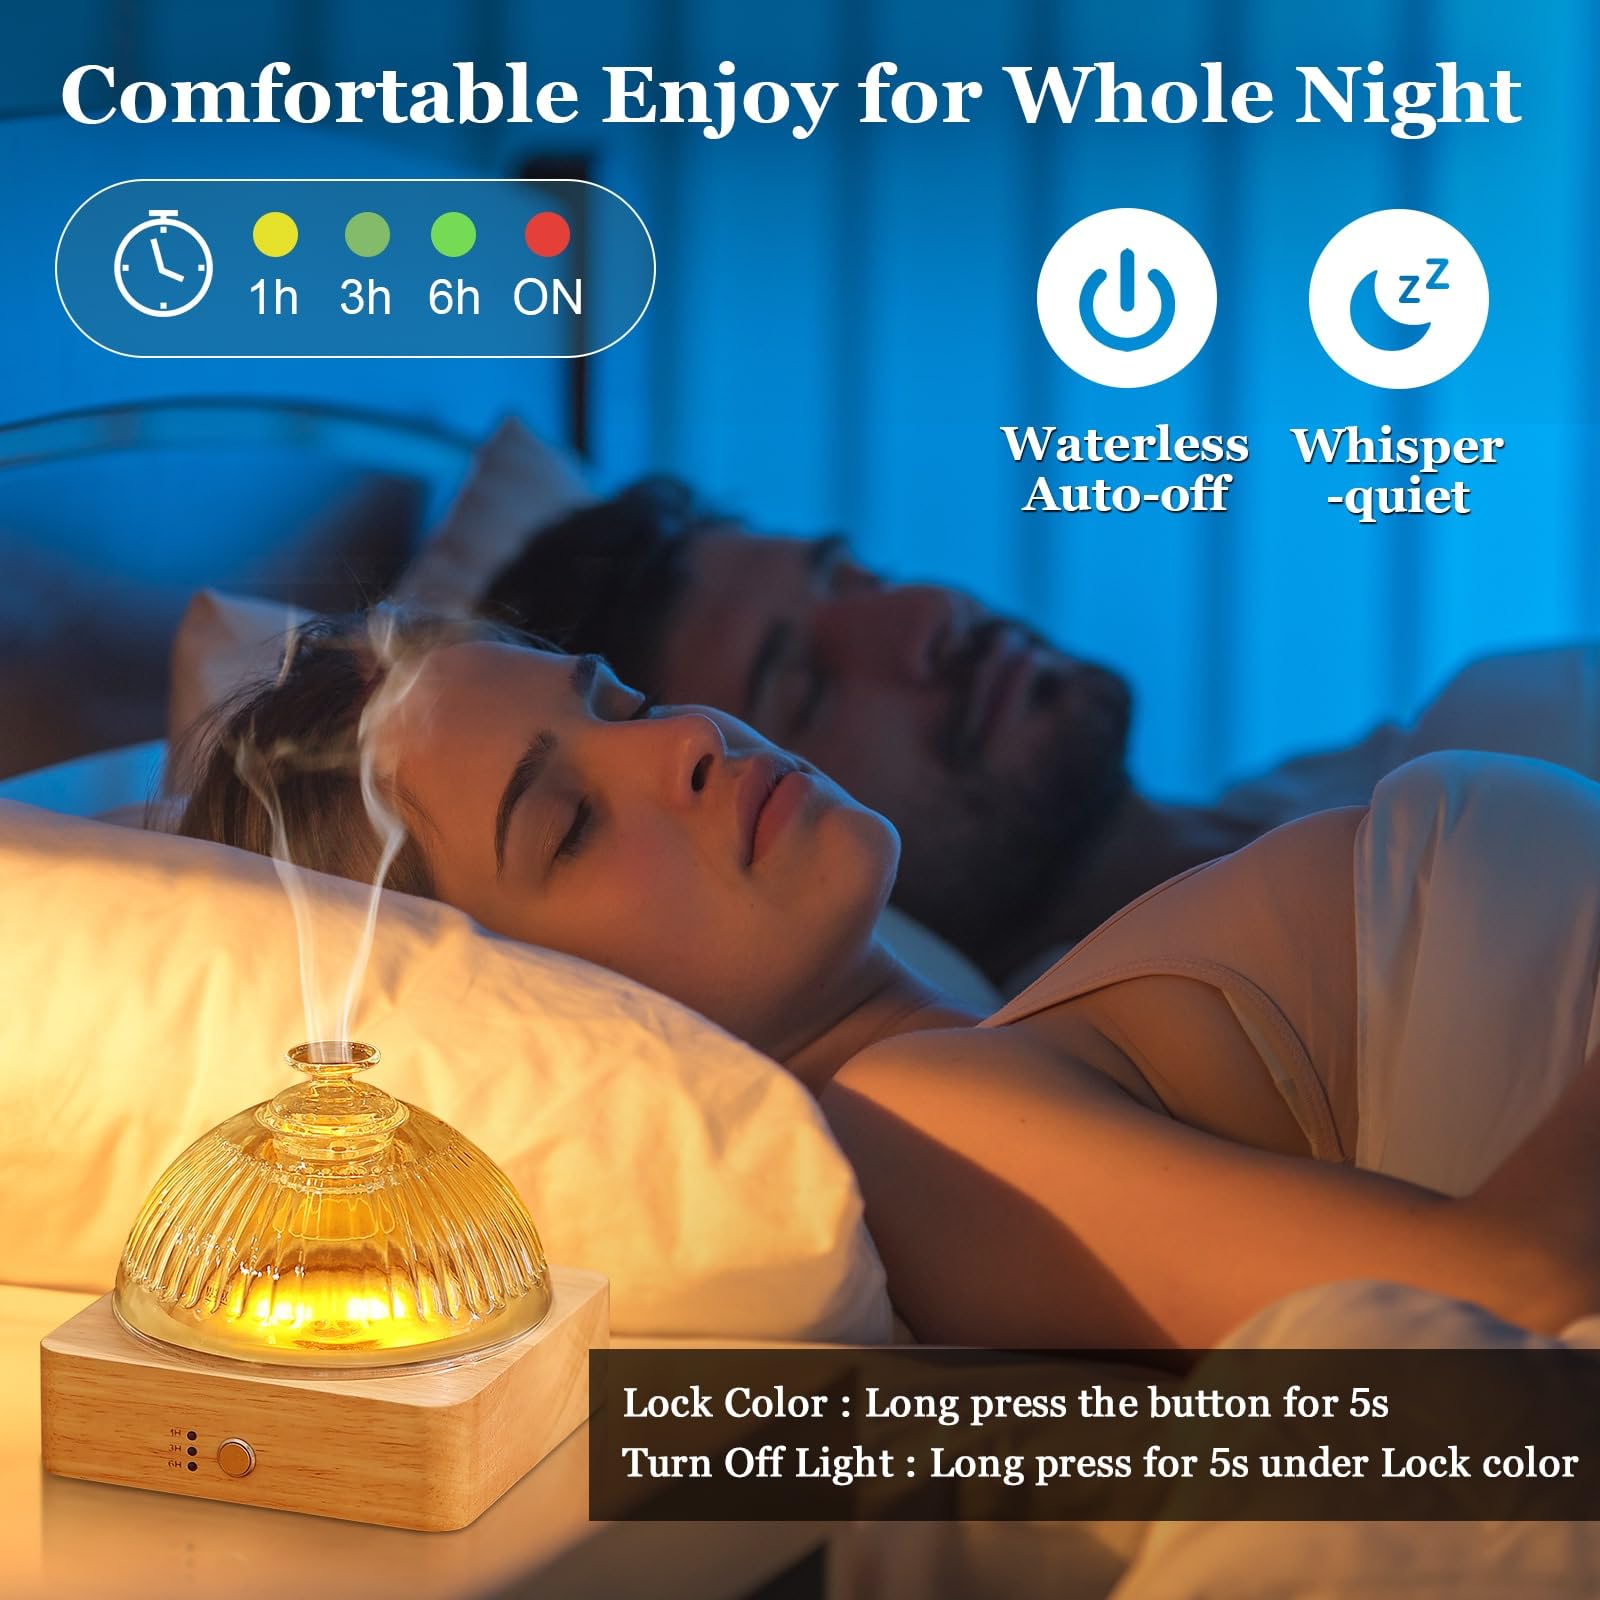 Comfortable Enjoy for Whole Night
1h 3h 6h ON
z z
Waterless
Auto-off
Whisper
-quiet
1H
3H
6H
Lock Color : Long press the button for 5s
Turn Off Light : Long press for 5s under Lock color